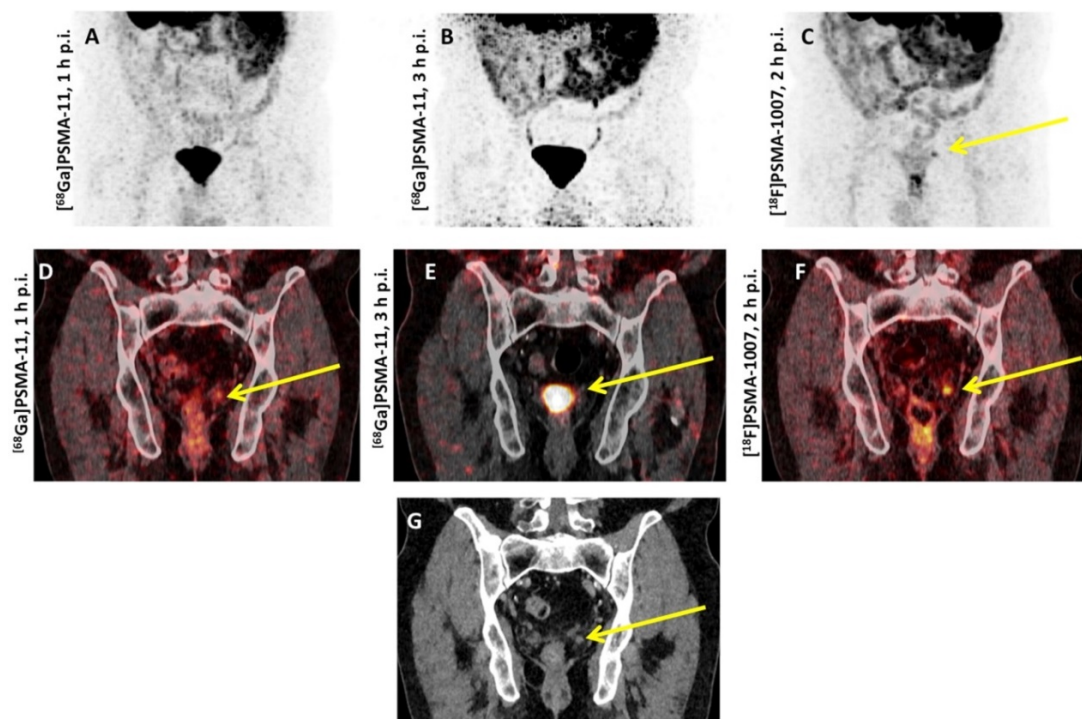 [⁶⁸Ga]PSMA-11, 1 h p.i.
A
[⁶⁸Ga]PSMA-11, 3 h p.i.
B
[¹⁸F]PSMA-1007, 2 h p.i.
C
[⁶⁸Ga]PSMA-11, 1 h p.i.
D
[⁶⁸Ga]PSMA-11, 3 h p.i.
E
[¹⁸F]PSMA-1007, 2 h p.i.
F
G